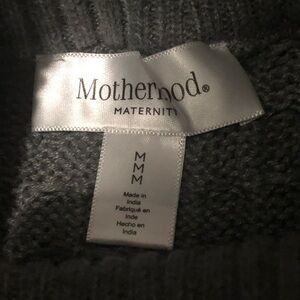 Motherhood®
MATERNITY
M
M
M
Made in
India
Fabriqué en
Inde
Hecho en
India